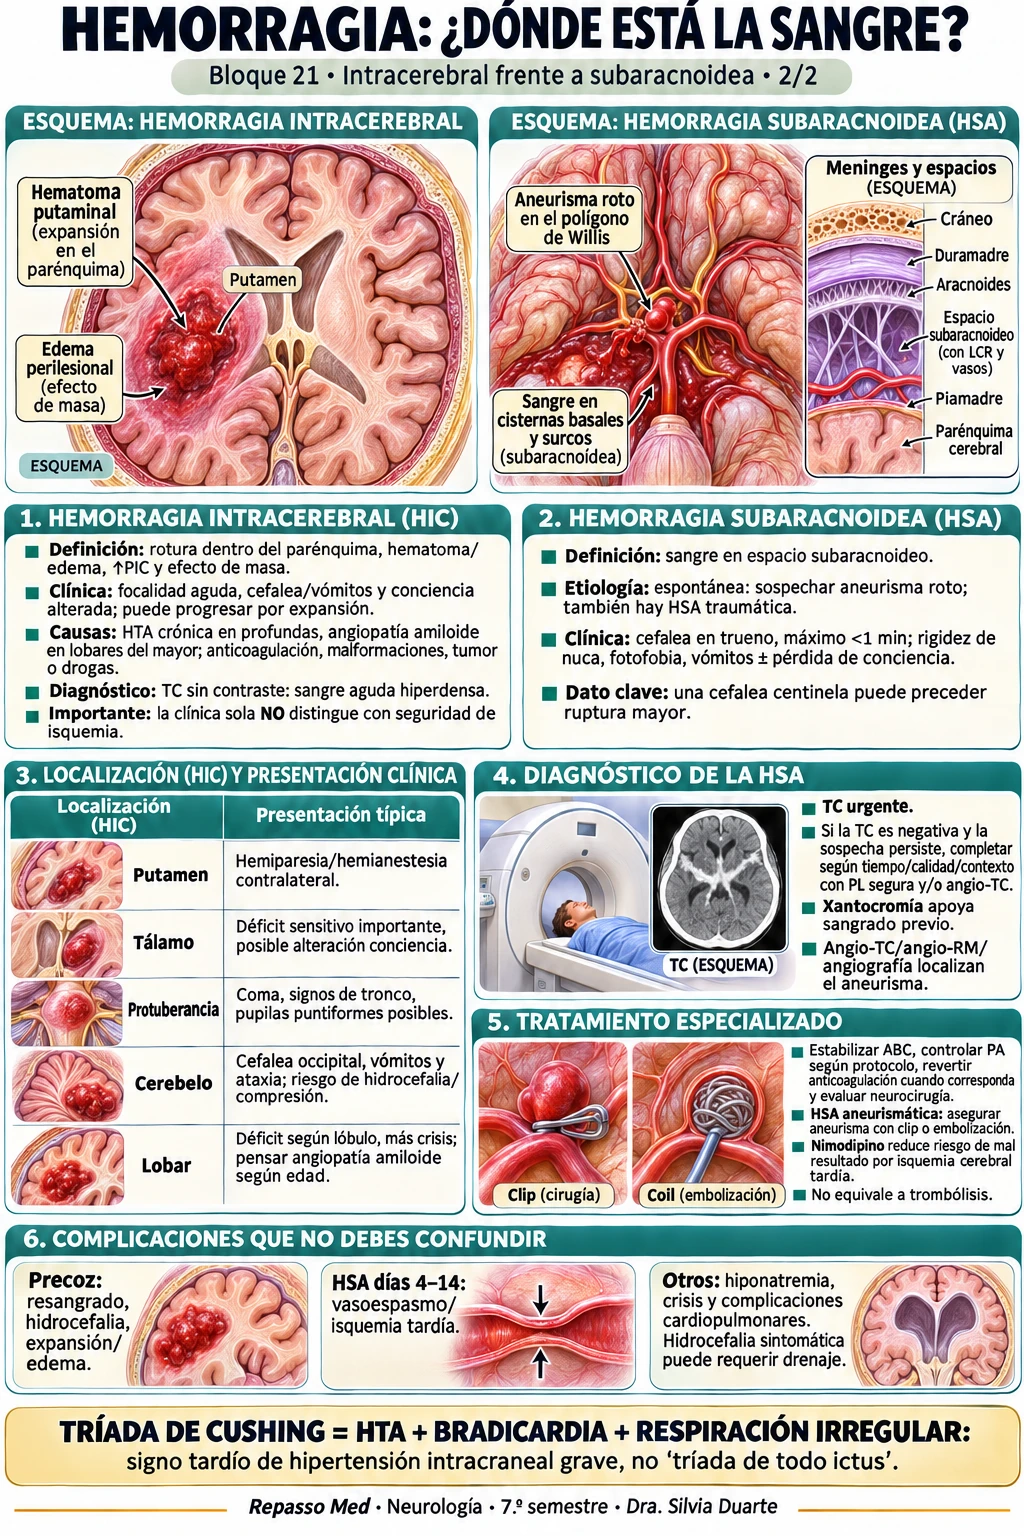 HEMORRAGIA: ¿DÓNDE ESTÁ LA SANGRE?
Bloque 21 • Intracerebral frente a subaracnoidea • 2/2
ESQUEMA: HEMORRAGIA INTRACEREBRAL
Hematoma
putaminal
(expansión
en el
parénquima)
Putamen
Edema
perilesional
(efecto
de masa)
ESQUEMA
ESQUEMA: HEMORRAGIA SUBARACNOIDEA (HSA)
Aneurisma roto
en el polígono
de Willis
Sangre en
cisternas basales
y surcos
(subaracnoídea)
Meninges y espacios
(ESQUEMA)
Cráneo
Duramadre
Aracnoides
Espacio
subaracnoideo
(con LCR y
vasos)
Piamadre
Parénquima
cerebral
1. HEMORRAGIA INTRACEREBRAL (HIC)
Definición: rotura dentro del parénquima, hematoma/
edema, ↑PIC y efecto de masa.
Clínica: focalidad aguda, cefalea/vómitos y conciencia
alterada; puede progresar por expansión.
Causas: HTA crónica en profundas, angiopatía amiloide
en lobares del mayor; anticoagulación, malformaciones, tumor
o drogas.
Diagnóstico: TC sin contraste: sangre aguda hiperdensa.
Importante: la clínica sola NO distingue con seguridad de
isquemia.
2. HEMORRAGIA SUBARACNOIDEA (HSA)
Definición: sangre en espacio subaracnoideo.
Etiología: espontánea: sospechar aneurisma roto;
también hay HSA traumática.
Clínica: cefalea en trueno, máximo <1 min; rigidez de
nuca, fotofobia, vómitos ± pérdida de conciencia.
Dato clave: una cefalea centinela puede preceder
ruptura mayor.
3. LOCALIZACIÓN (HIC) Y PRESENTACIÓN CLÍNICA
Localización
(HIC)
Presentación típica
Putamen
Hemiparesia/hemianestesia
contralateral.
Tálamo
Déficit sensitivo importante,
posible alteración conciencia.
Protuberancia
Coma, signos de tronco,
pupilas puntiformes posibles.
Cerebelo
Cefalea occipital, vómitos y
ataxia; riesgo de hidrocefalia/
compresión.
Lobar
Déficit según lóbulo, más crisis;
pensar angiopatía amiloide
según edad.
4. DIAGNÓSTICO DE LA HSA
TC (ESQUEMA)
TC urgente.
Si la TC es negativa y la
sospecha persiste, completar
según tiempo/calidad/contexto
con PL segura y/o angio-TC.
Xantocromía apoya
sangrado previo.
Angio-TC/angio-RM/
angiografía localizan
el aneurisma.
5. TRATAMIENTO ESPECIALIZADO
Clip (cirugía)
Coil (embolización)
Estabilizar ABC, controlar PA
según protocolo, revertir
anticoagulación cuando corresponda
y evaluar neurocirugía.
HSA aneurismática: asegurar
aneurisma con clip o embolización.
Nimodipino reduce riesgo de mal
resultado por isquemia cerebral
tardía.
No equivale a trombólisis.
6. COMPLICACIONES QUE NO DEBES CONFUNDIR
Precoz:
resangrado,
hidrocefalia,
expansión/
edema.
HSA días 4–14:
vasoespasmo/
isquemia tardía.
Otros: hiponatremia,
crisis y complicaciones
cardiopulmonares.
Hidrocefalia sintomática
puede requerir drenaje.
TRÍADA DE CUSHING = HTA + BRADICARDIA + RESPIRACIÓN IRREGULAR:
signo tardío de hipertensión intracraneal grave, no ‘tríada de todo ictus’.
Repasso Med • Neurología • 7.º semestre • Dra. Silvia Duarte